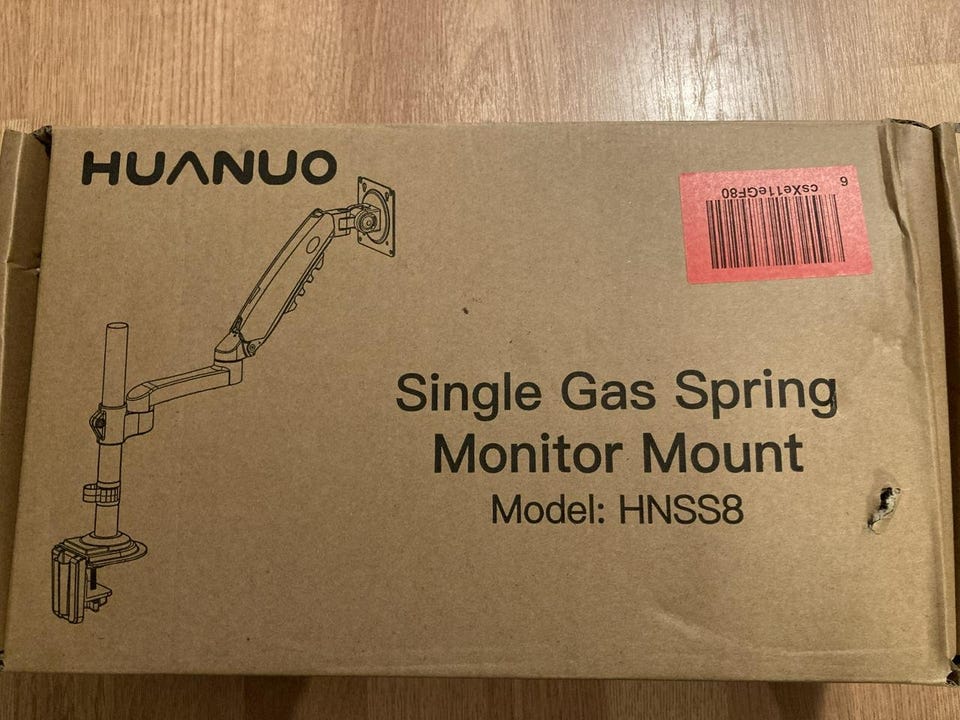 HUANUO
csXe11eGF80
6
Single Gas Spring
Monitor Mount
Model: HNSS8